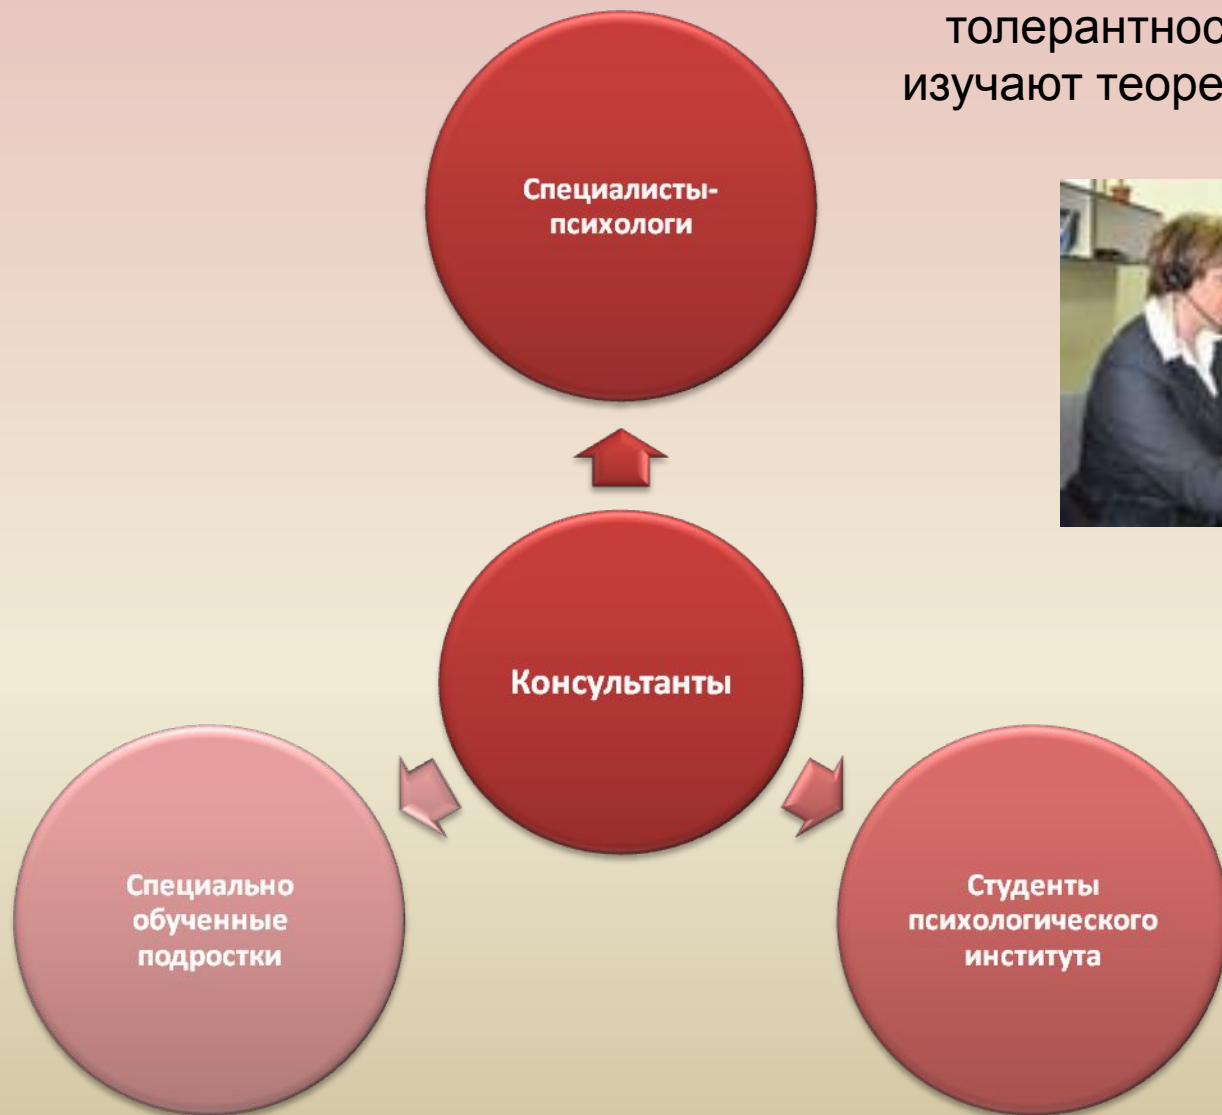 толерантнос
изучают теоре
Специалисты-
психологи
Консультанты
Специально
обученные
подростки
Студенты
психологического
института